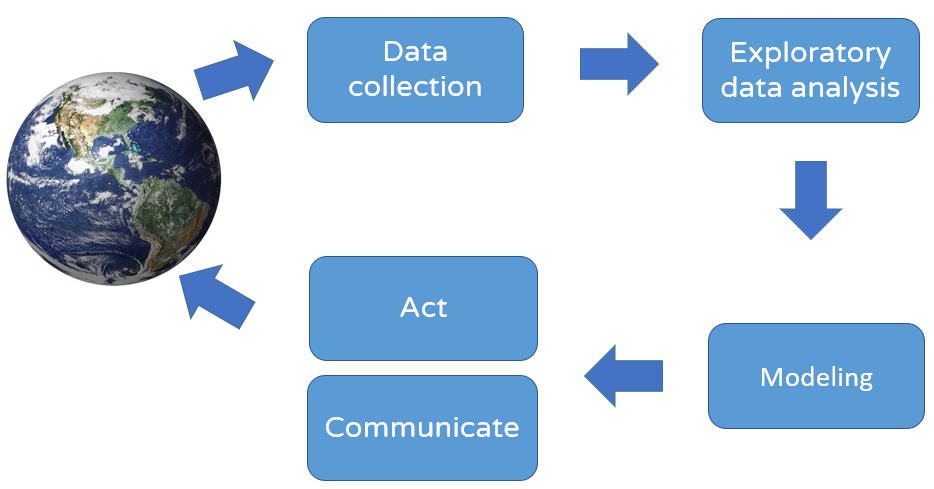 Data
collection
Exploratory
data analysis
Act
Modeling
Communicate